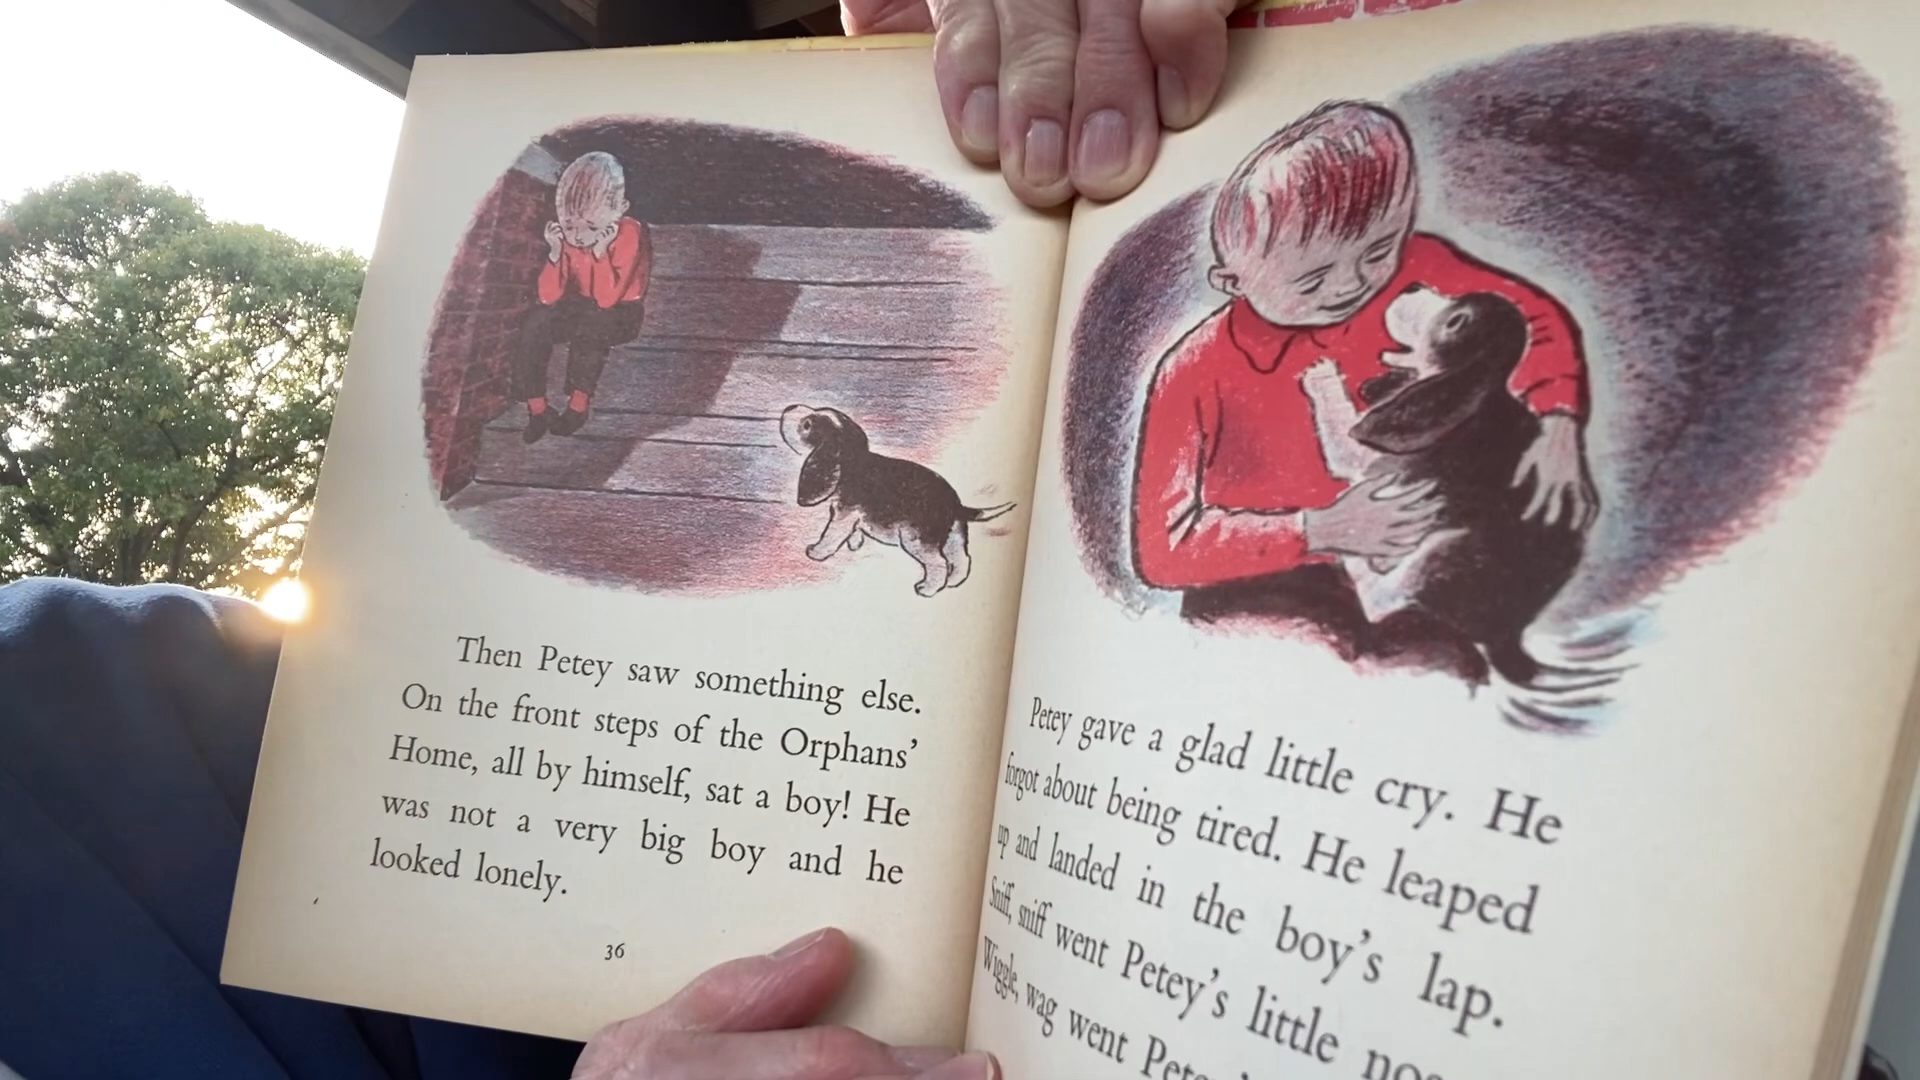 Then Petey saw something else.
On the front steps of the Orphans'
Home, all by himself, sat a boy! He
was not a very big boy and he
looked lonely.
36
Petey gave a glad little cry. He
forgot about being tired. He leaped
up and landed in the boy's lap.
Sniff, sniff went Petey's little
Wiggle, wag went